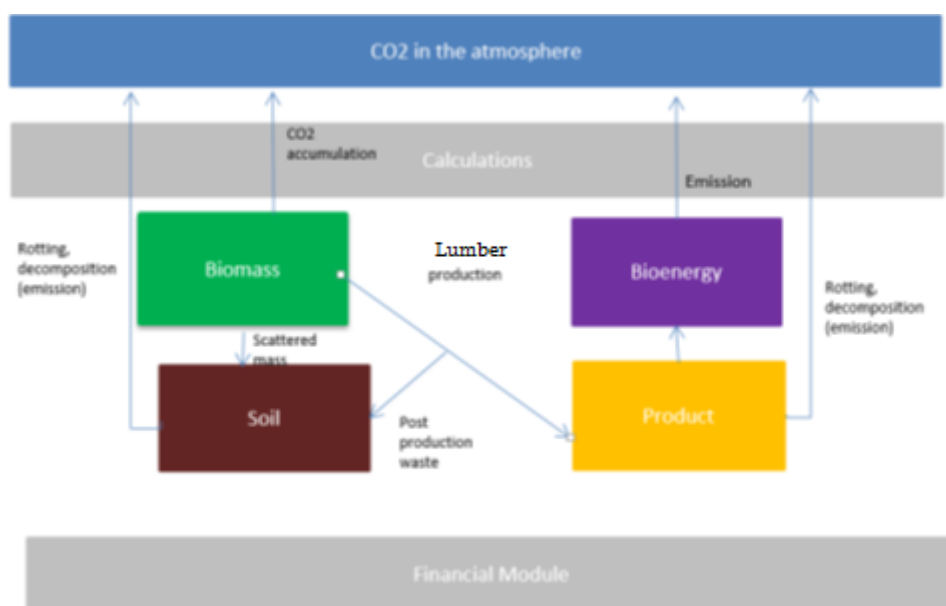 CO2 in the atmosphere
CO2
accumulation
Calculations
Emission
Rotting,
decomposition
(emission)
Biomass
Lumber
production
Bioenergy
Rotting,
decomposition
(emission)
Scattered
mass
Soil
Post
production
waste
Product
Financial Module